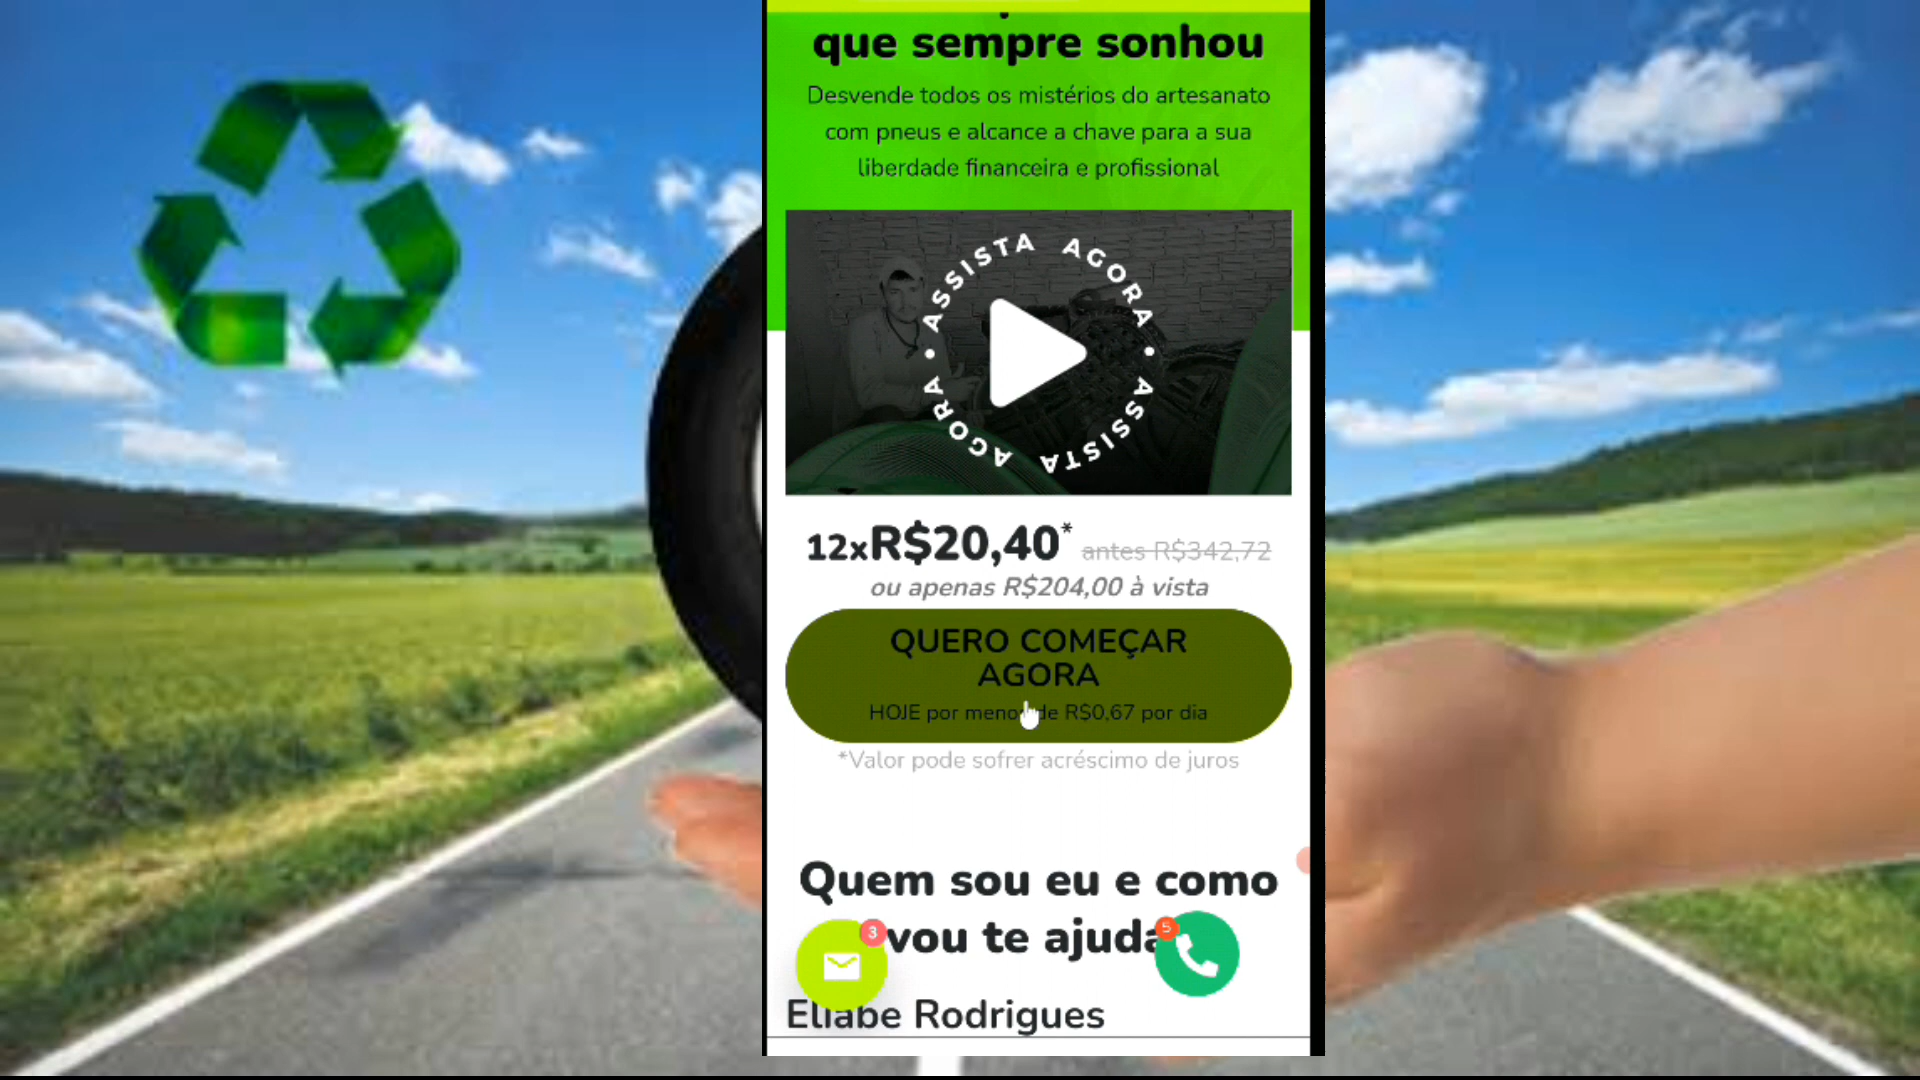 que sempre sonhou
Desvende todos os mistérios do artesanato
com pneus e alcance a chave para a sua
liberdade financeira e profissional
ASSISTA AGORA • ASSISTA AGORA •
12xR$20,40* antes R$342,72
ou apenas R$204,00 à vista
QUERO COMEÇAR
AGORA
HOJE por menos de R$0,67 por dia
*Valor pode sofrer acréscimo de juros
Quem sou eu e como
vou te ajuda
3
5
Eliabe Rodrigues